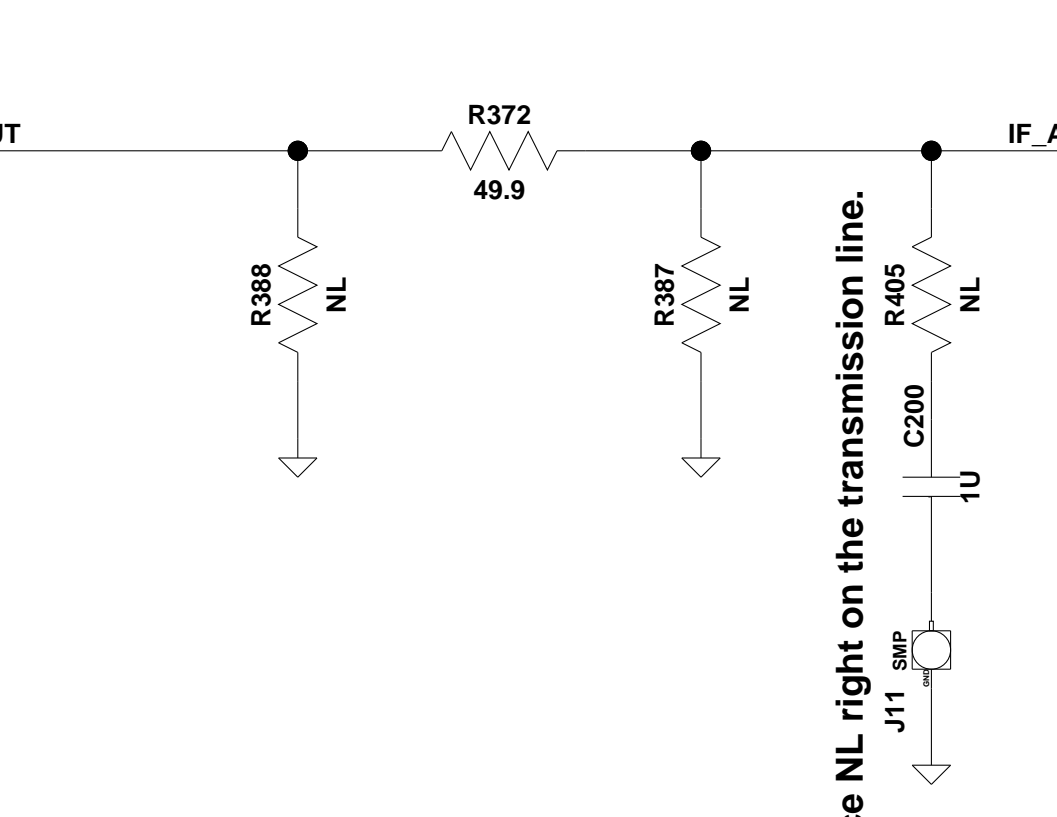 UT
R372
IF_A
49.9
R388
NL
R387
NL
ce NL right on the transmission line.
R405
NL
C200
1U
SMP
GND
J11